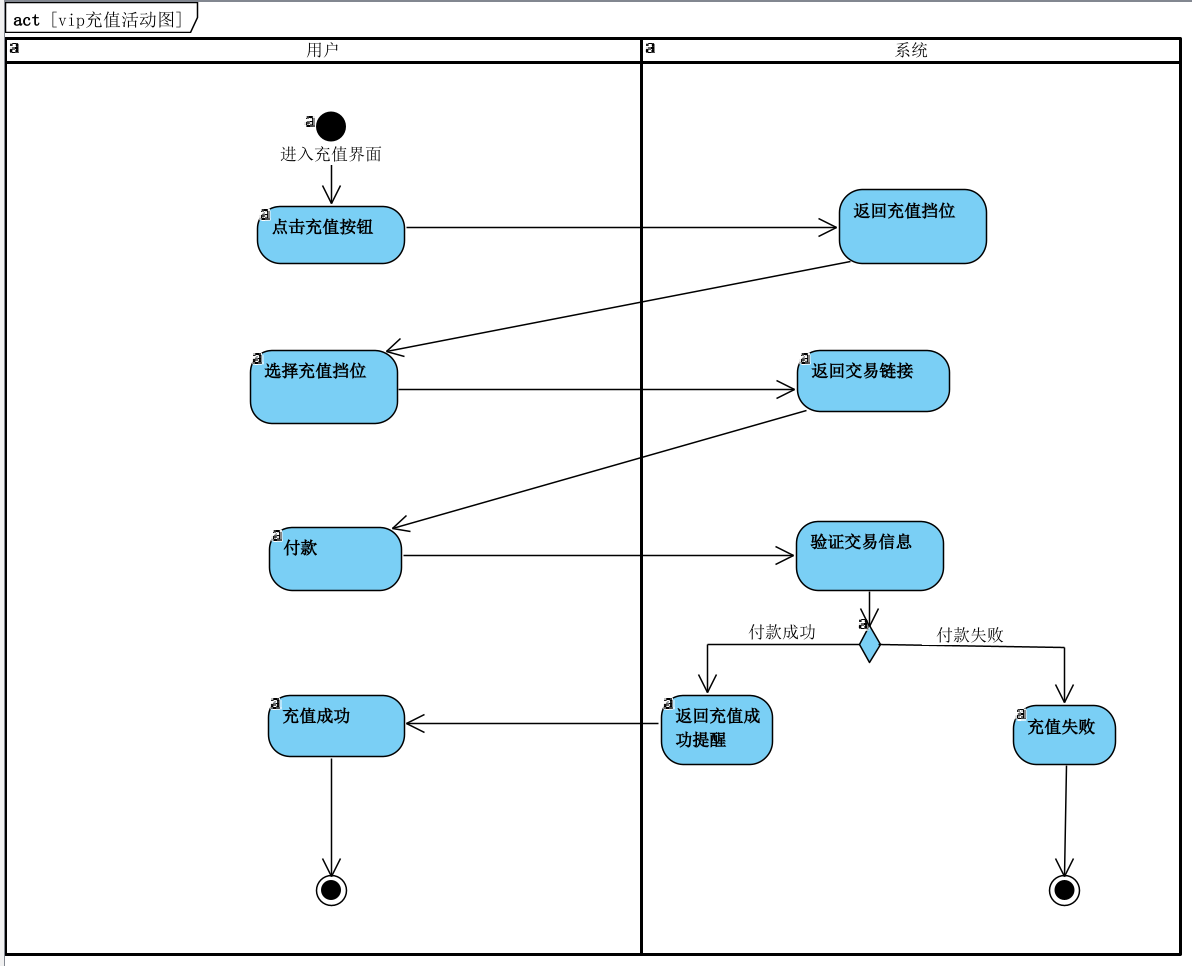 act [vip充值活动图]
a 用户
a 系统
a
进入充值界面
a 点击充值按钮
返回充值挡位
a 选择充值挡位
a 返回交易链接
a 付款
验证交易信息
a
付款成功
付款失败
a 充值成功
a 返回充值成
功提醒
a 充值失败